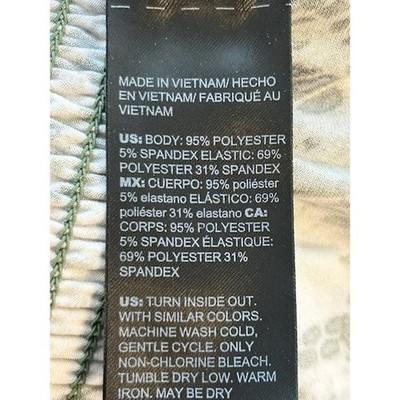 MADE IN VIETNAM/ HECHO
EN VIETNAM/ FABRIQUÉ AU
VIETNAM
US: BODY: 95% POLYESTER
5% SPANDEX ELASTIC: 69%
POLYESTER 31% SPANDEX
MX: CUERPO: 95% poliéster
5% elastano ELÁSTICO: 69%
poliéster 31% elastano CA:
CORPS: 95% POLYESTER
5% SPANDEX ÉLASTIQUE:
69% POLYESTER 31%
SPANDEX
US: TURN INSIDE OUT.
WITH SIMILAR COLORS.
MACHINE WASH COLD,
GENTLE CYCLE. ONLY
NON-CHLORINE BLEACH.
TUMBLE DRY LOW. WARM
IRON. MAY BE DRY